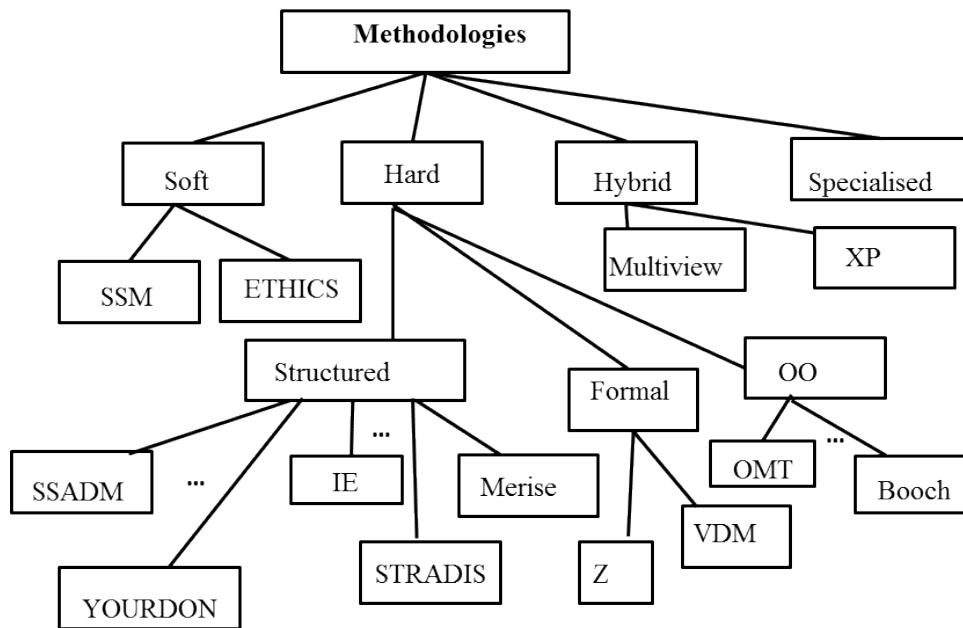 Methodologies
Soft
Hard
Hybrid
Specialised
SSM
ETHICS
Multiview
XP
Structured
Formal
OO
SSADM
...
IE
...
Merise
OMT
...
Booch
YOURDON
STRADIS
Z
VDM